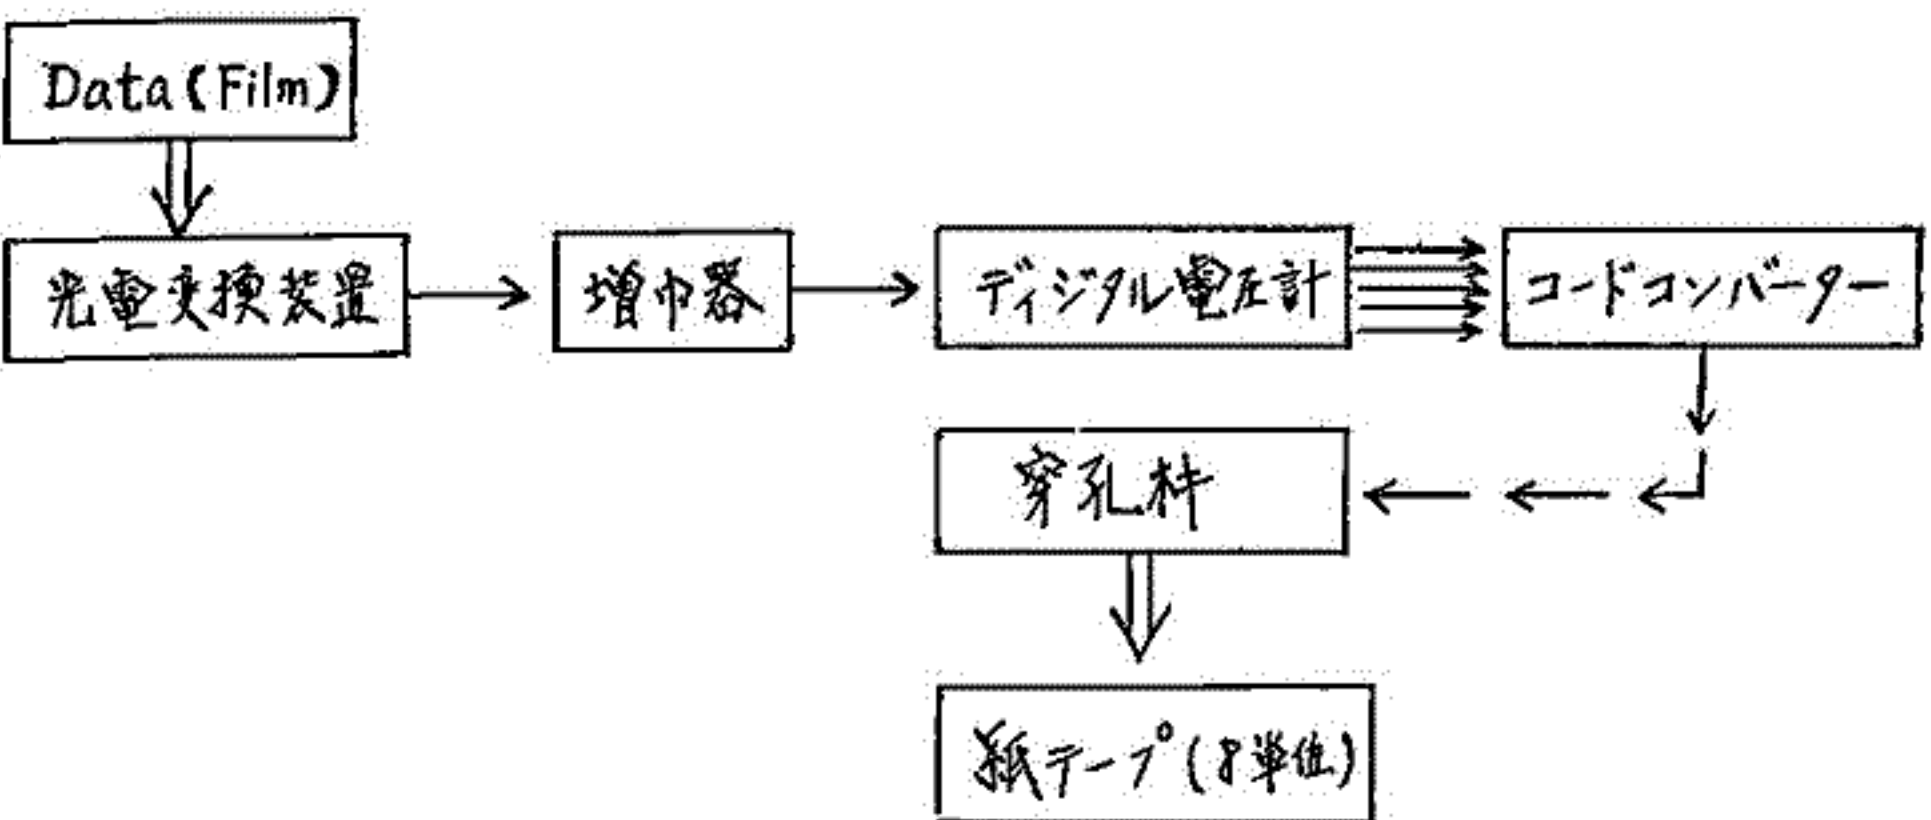 Data(Film)
光電変換装置
増巾器
ディジタル電圧計
コードコンバーター
穿孔枠
紙テープ(8単位)